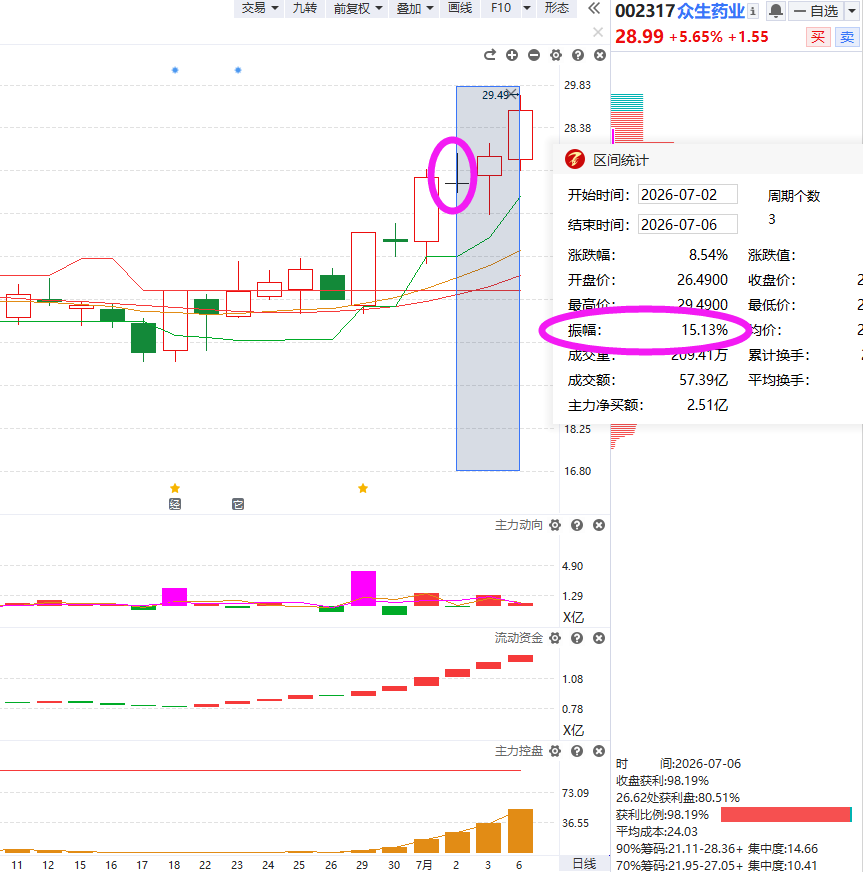 交易 九转 前复权 叠加 画线 F10 形态
002317 众生药业 自选
28.99 +5.65% +1.55 买 卖
29.83
29.49
28.38
18.25
16.80
区间统计
开始时间: 2026-07-02 周期个数
结束时间: 2026-07-06 3
涨跌幅: 8.54% 涨跌值:
开盘价: 26.4900 收盘价: 2
最高价: 29.4900 最低价: 2
振幅: 15.13% 均价: 2
成交量: 209.41万 累计换手:
成交额: 57.39亿 平均换手:
主力净买额: 2.51亿
经 它
主力动向
4.90
1.29
X亿
流动资金
1.08
0.78
X亿
主力控盘
73.09
36.55
11 12 15 16 17 18 22 23 24 25 26 29 30 7月 2 3 6 日线
时 间:2026-07-06
收盘获利:98.19%
26.62处获利盘:80.51%
获利比例:98.19%
平均成本:24.03
90%筹码:21.11-28.36+ 集中度:14.66
70%筹码:21.95-27.05+ 集中度:10.41